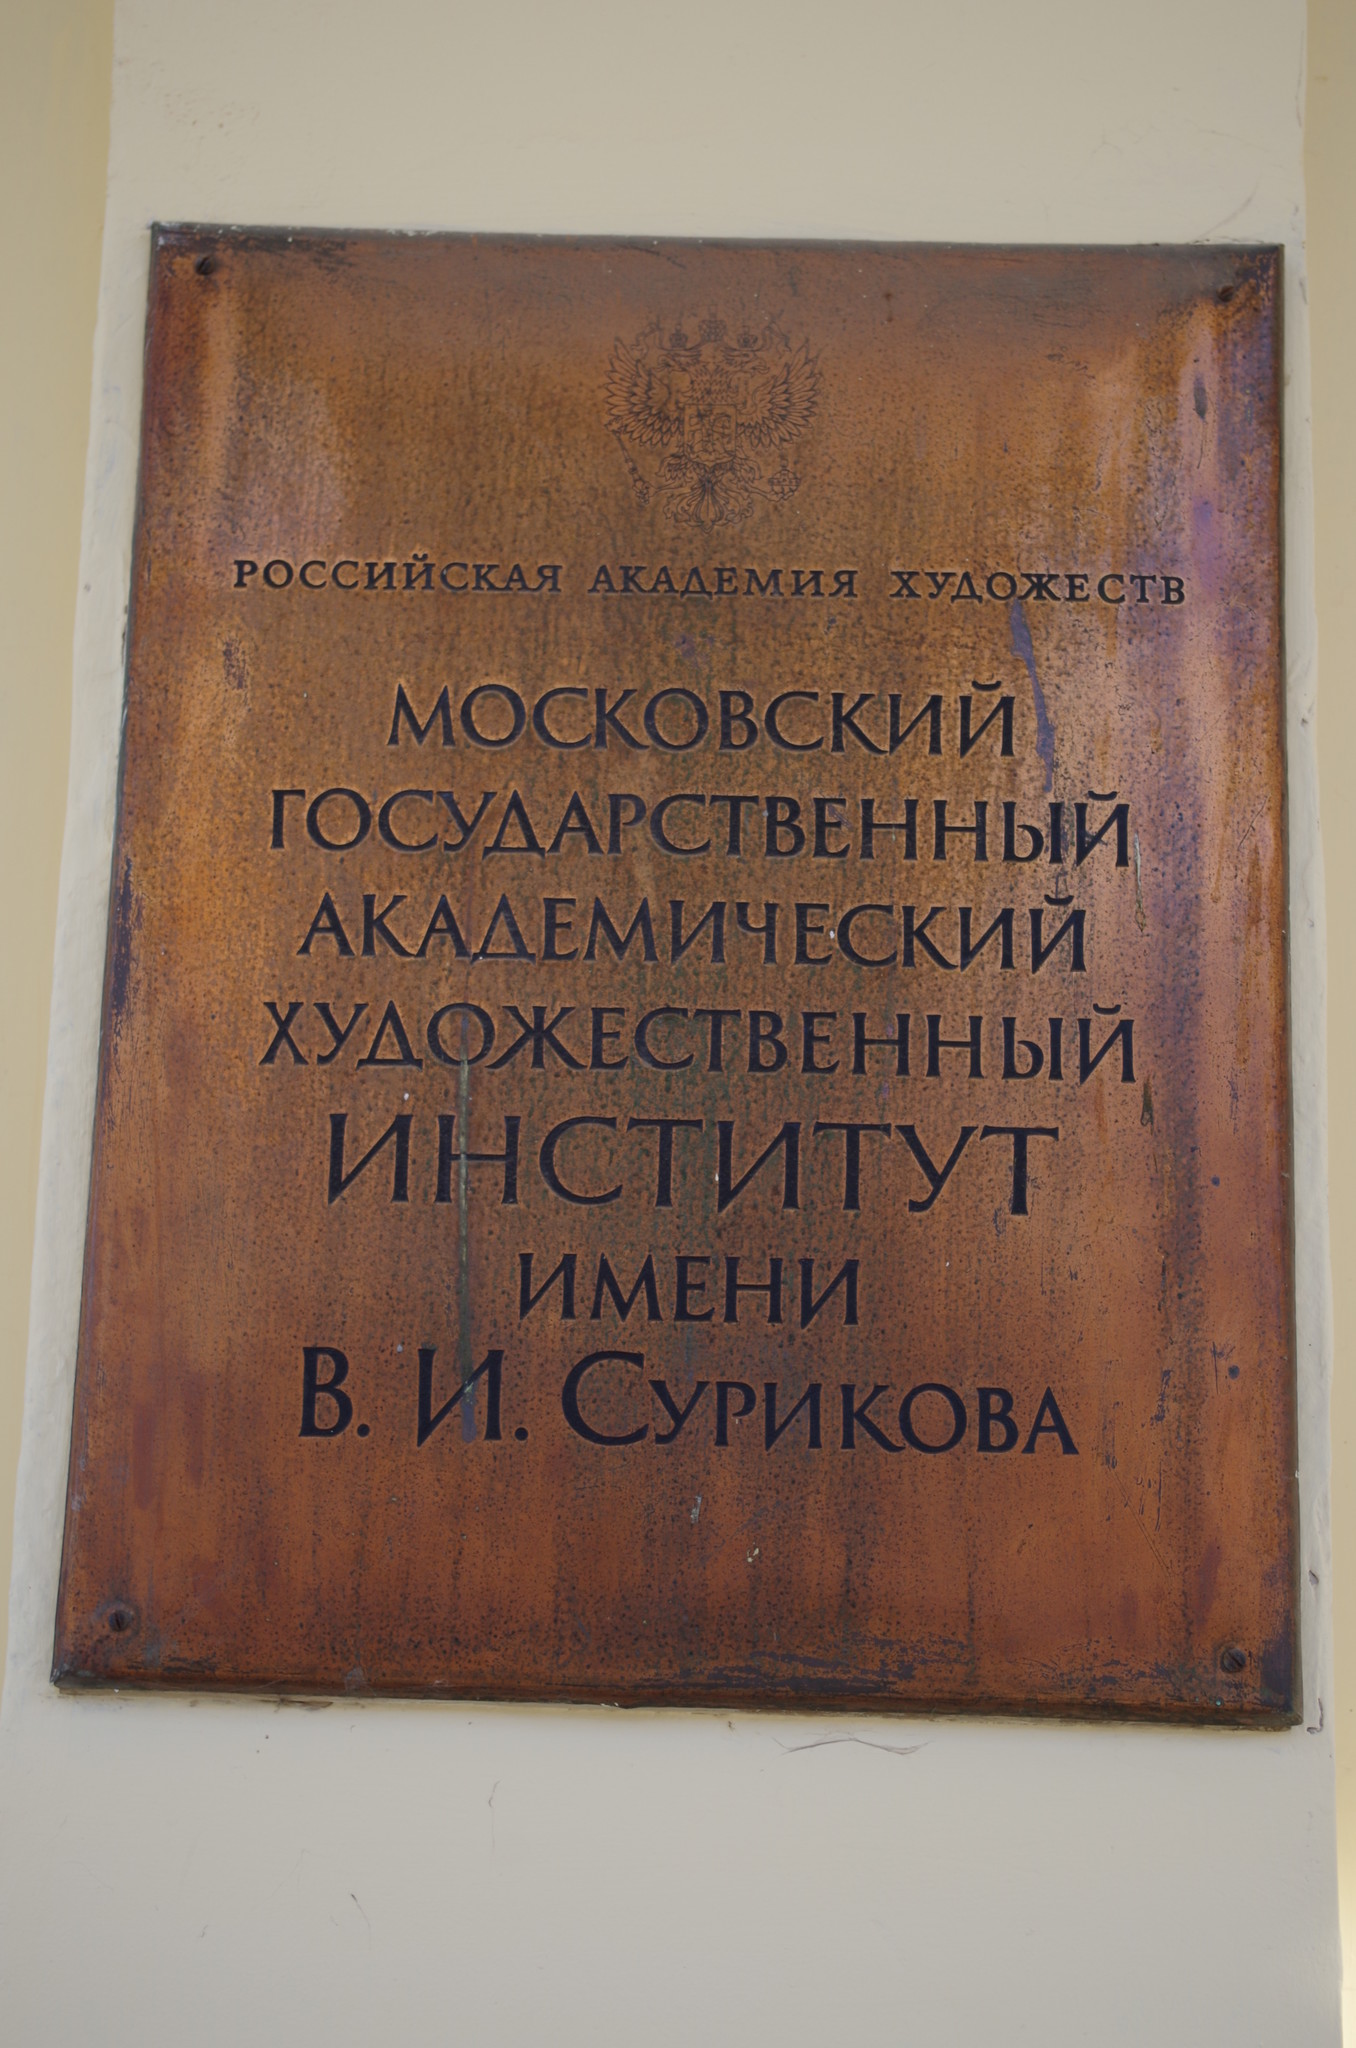 РОССИЙСКАЯ АКАДЕМИЯ ХУДОЖЕСТВ
МОСКОВСКИЙ
ГОСУДАРСТВЕННЫЙ
АКАДЕМИЧЕСКИЙ
ХУДОЖЕСТВЕННЫЙ
ИНСТИТУТ
ИМЕНИ
В. И. СУРИКОВА